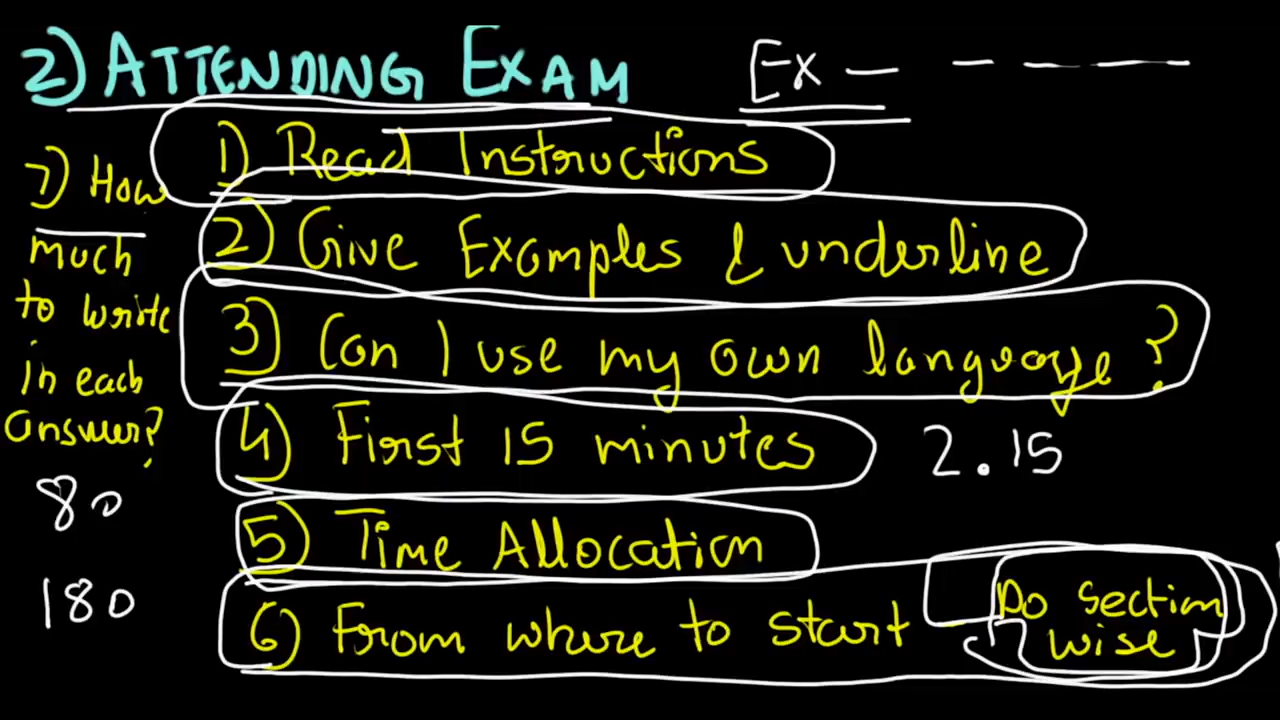 2) ATTENDING EXAM
Ex -
1) Read Instructions
2) Give Examples & underline
3) Can I use my own language?
4) First 15 minutes
2.15
5) Time Allocation
6) From where to start - Do section
wise
7) How
much
to write
in each
answer?
80
180